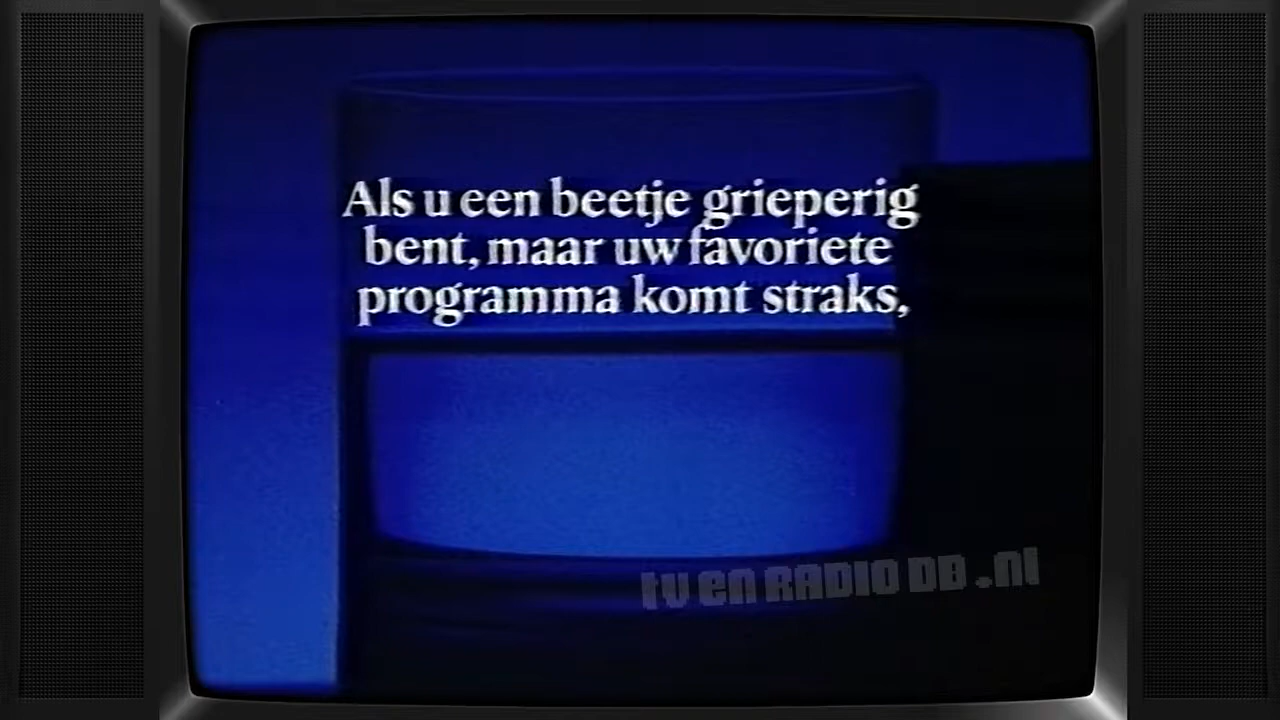 Als u een beetje grieperig
bent, maar uw favoriete
programma komt straks,
tv en RADIO DB .nl